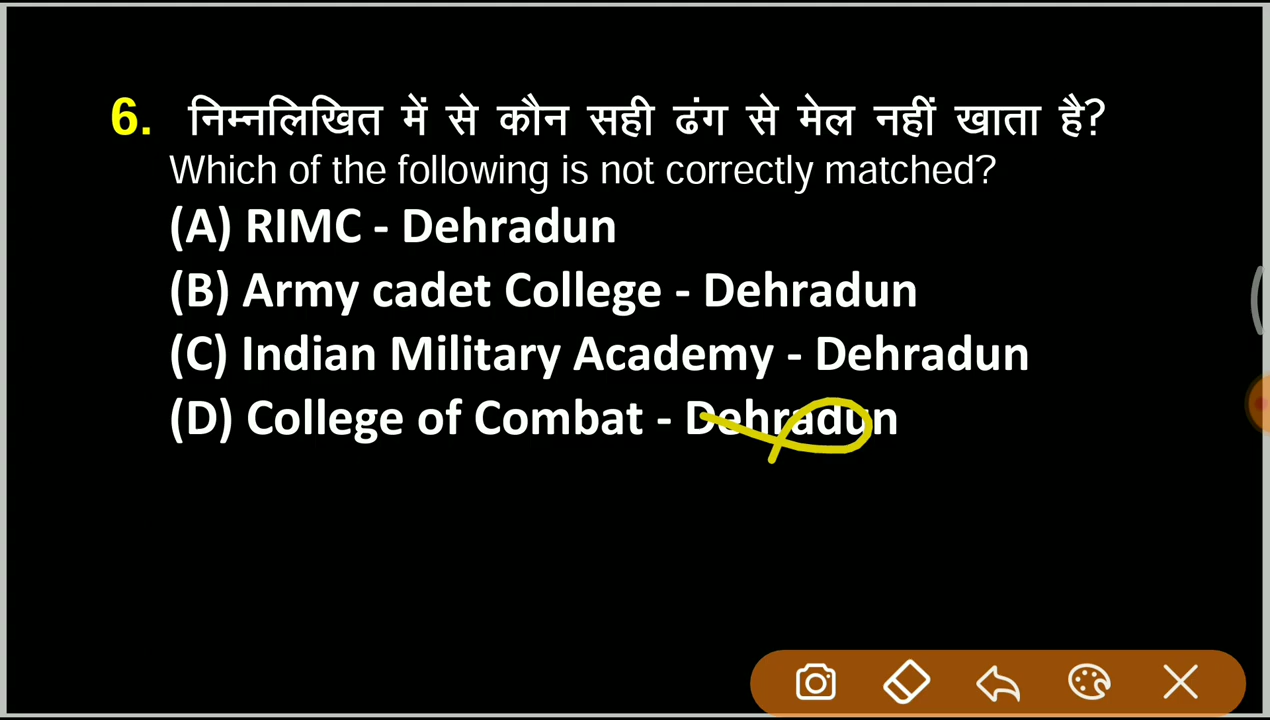 6. निम्नलिखित में से कौन सही ढंग से मेल नहीं खाता है?
Which of the following is not correctly matched?
(A) RIMC - Dehradun
(B) Army cadet College - Dehradun
(C) Indian Military Academy - Dehradun
(D) College of Combat - Dehradun